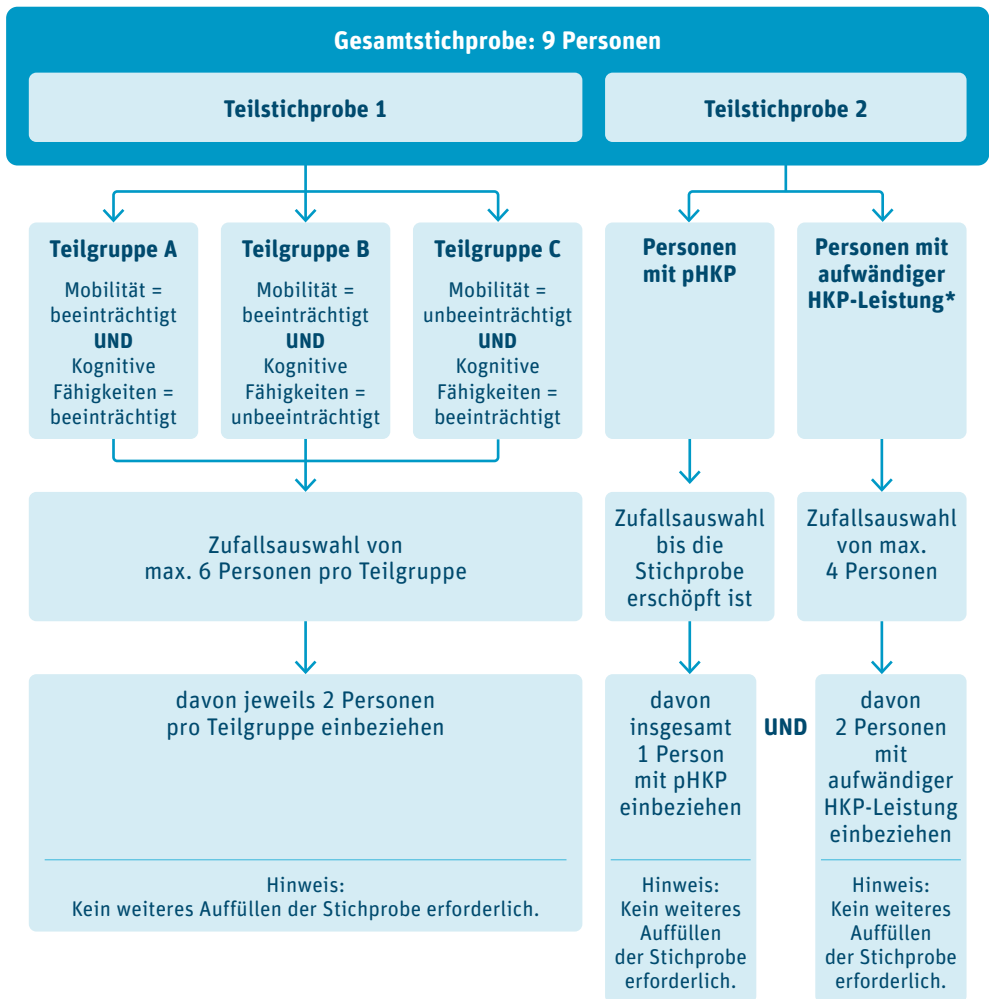 Gesamtstichprobe: 9 Personen
Teilstichprobe 1
Teilstichprobe 2
Teilgruppe A
Mobilität =
beeinträchtigt
UND
Kognitive
Fähigkeiten =
beeinträchtigt
Teilgruppe B
Mobilität =
beeinträchtigt
UND
Kognitive
Fähigkeiten =
unbeeinträchtigt
Teilgruppe C
Mobilität =
unbeeinträchtigt
UND
Kognitive
Fähigkeiten =
beeinträchtigt
Personen
mit pHKP
Personen mit
aufwändiger
HKP-Leistung*
Zufallsauswahl von
max. 6 Personen pro Teilgruppe
Zufallsauswahl
bis die
Stichprobe
erschöpft ist
Zufallsauswahl
von max.
4 Personen
davon jeweils 2 Personen
pro Teilgruppe einbeziehen
Hinweis:
Kein weiteres Auffüllen der Stichprobe erforderlich.
davon
insgesamt
1 Person
mit pHKP
einbeziehen
Hinweis:
Kein weiteres
Auffüllen
der Stichprobe
erforderlich.
UND
davon
2 Personen
mit
aufwändiger
HKP-Leistung
einbeziehen
Hinweis:
Kein weiteres
Auffüllen
der Stichprobe
erforderlich.